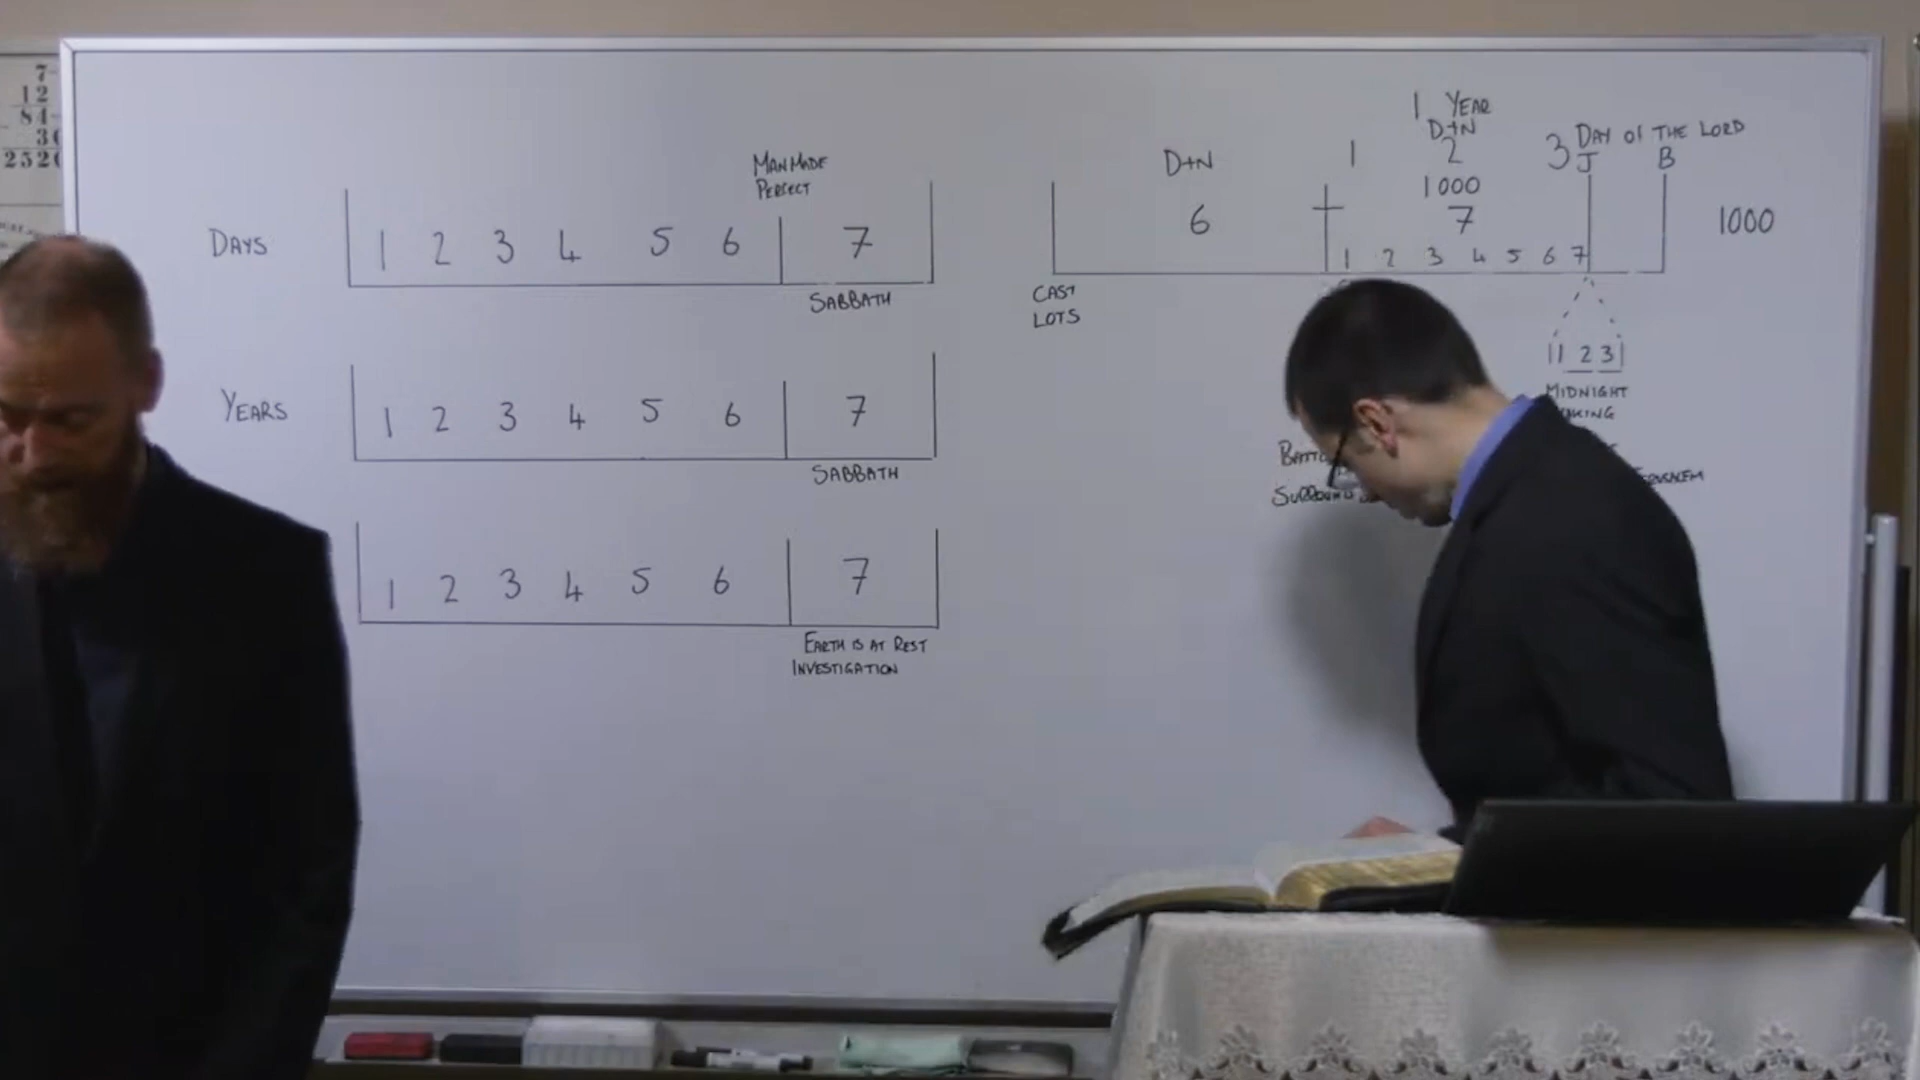 7
12
84
252
DAYS
1 2 3 4 5 6 7
MAN MADE
PERFECT
SABBATH
YEARS
1 2 3 4 5 6 7
SABBATH
1 2 3 4 5 6 7
EARTH IS AT REST
INVESTIGATION
D+N
6
CAST
LOTS
1 YEAR
D+N
1 2 3
DAY OF THE LORD
J B
1000
7
1000
1 2 3 4 5 6 7
1 2 3
MIDNIGHT